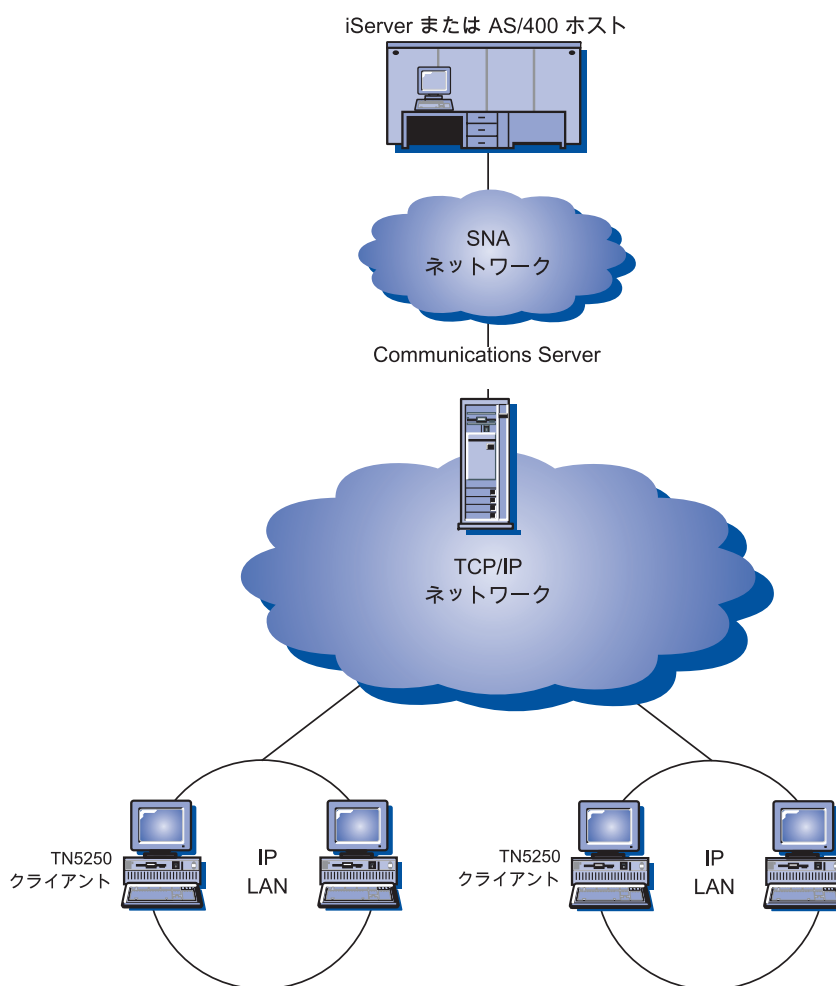 iServer または AS/400 ホスト
SNA
ネットワーク
Communications Server
TCP/IP
ネットワーク
TN5250
クライアント
IP
LAN
TN5250
クライアント
IP
LAN